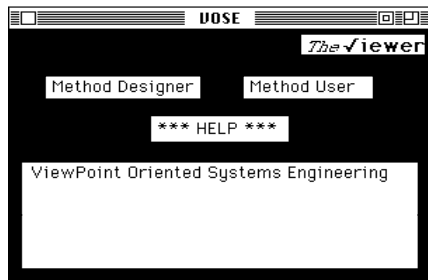 VOSE
The √iewer
Method Designer Method User
*** HELP ***
ViewPoint Oriented Systems Engineering